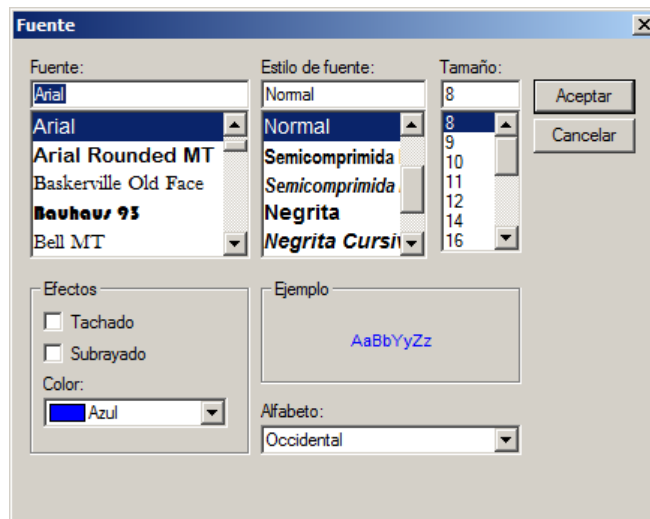 Fuente
Fuente:
Arial
Arial
Arial Rounded MT
Baskerville Old Face
Bauhaus 93
Bell MT
Estilo de fuente:
Normal
Normal
Semicomprimida
Semicomprimida
Negrita
Negrita Cursiv
Tamaño:
8
8
9
10
11
12
14
16
Aceptar
Cancelar
Efectos
Tachado
Subrayado
Color:
Azul
Ejemplo
AaBbYyZz
Alfabeto:
Occidental